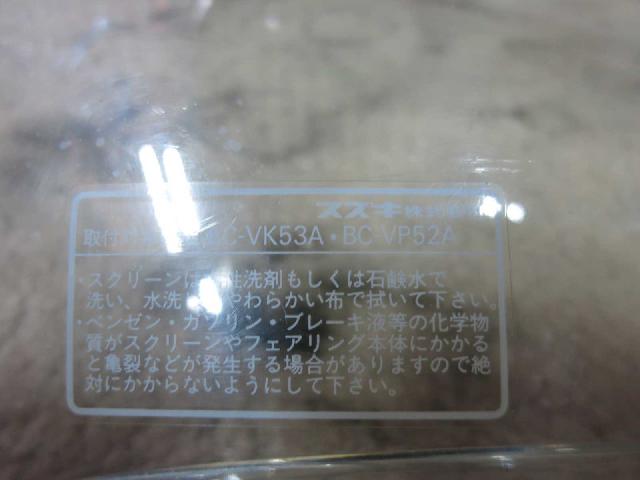 スズキ株式
取付 BC-VK53A・BC-VP52A
・スクリーンは 性洗剤もしくは石鹸水で
洗い、水洗 やわらかい布で拭いて下さい。
・ベンゼン・ガソリン・ブレーキ液等の化学物
質がスクリーンやフェアリング本体にかかる
と亀裂などが発生する場合がありますので絶
対にかからないようにして下さい。